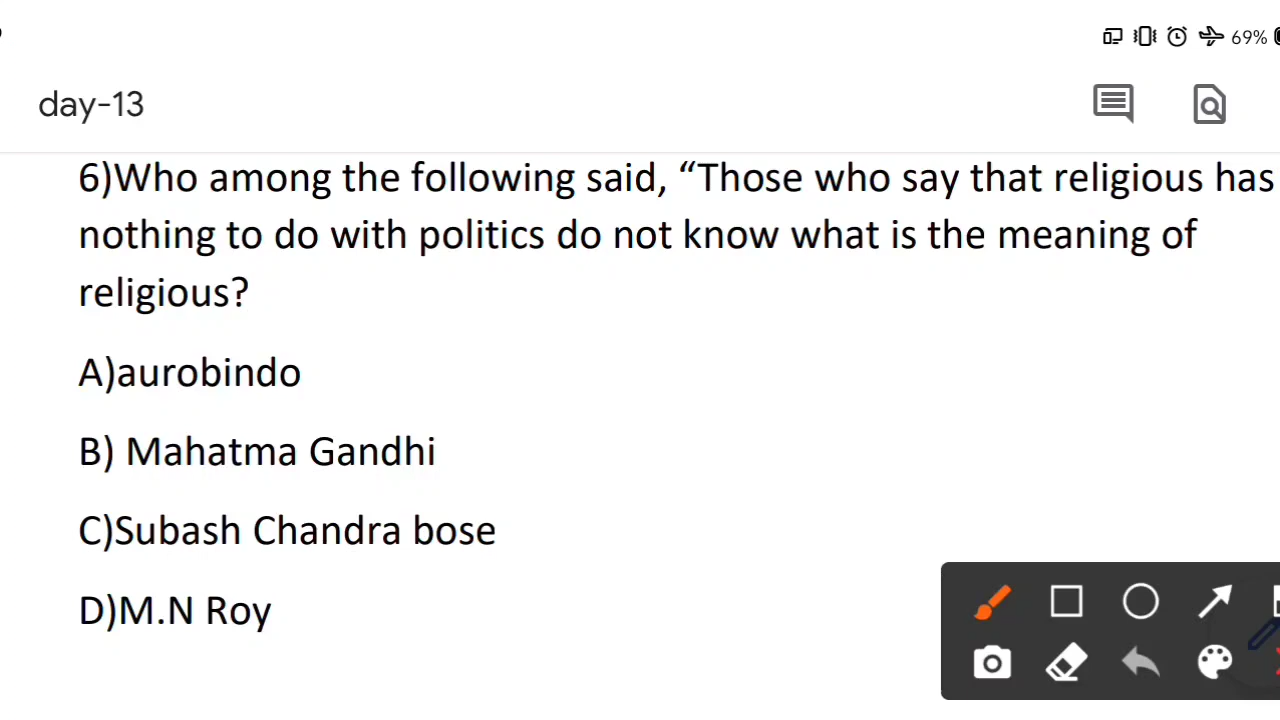 69%
day-13
6)Who among the following said, “Those who say that religious has
nothing to do with politics do not know what is the meaning of
religious?
A)aurobindo
B) Mahatma Gandhi
C)Subash Chandra bose
D)M.N Roy